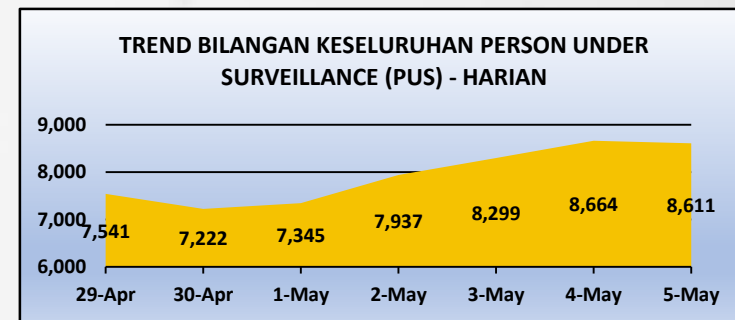 TREND BILANGAN KESELURUHAN PERSON UNDER
SURVEILLANCE (PUS) - HARIAN
9,000
8,000
7,000
6,000
7,541
7,222
7,345
7,937
8,299
8,664
8,611
29-Apr
30-Apr
1-May
2-May
3-May
4-May
5-May